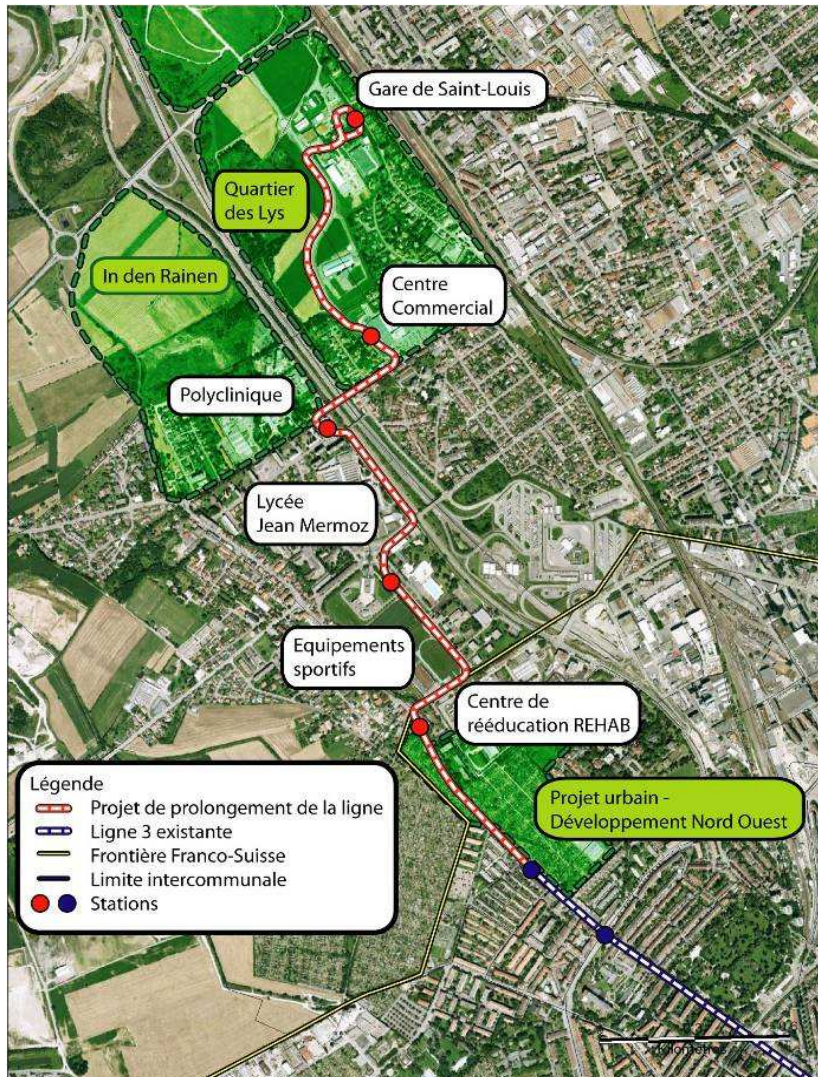 Gare de Saint-Louis
Quartier
des Lys
In den Rainen
Centre
Commercial
Polyclinique
Lycée
Jean Mermoz
Equipements
sportifs
Centre de
rééducation REHAB
Projet urbain -
Développement Nord Ouest
Légende
Projet de prolongement de la ligne
Ligne 3 existante
Frontière Franco-Suisse
Limite intercommunale
Stations
Kilomètres